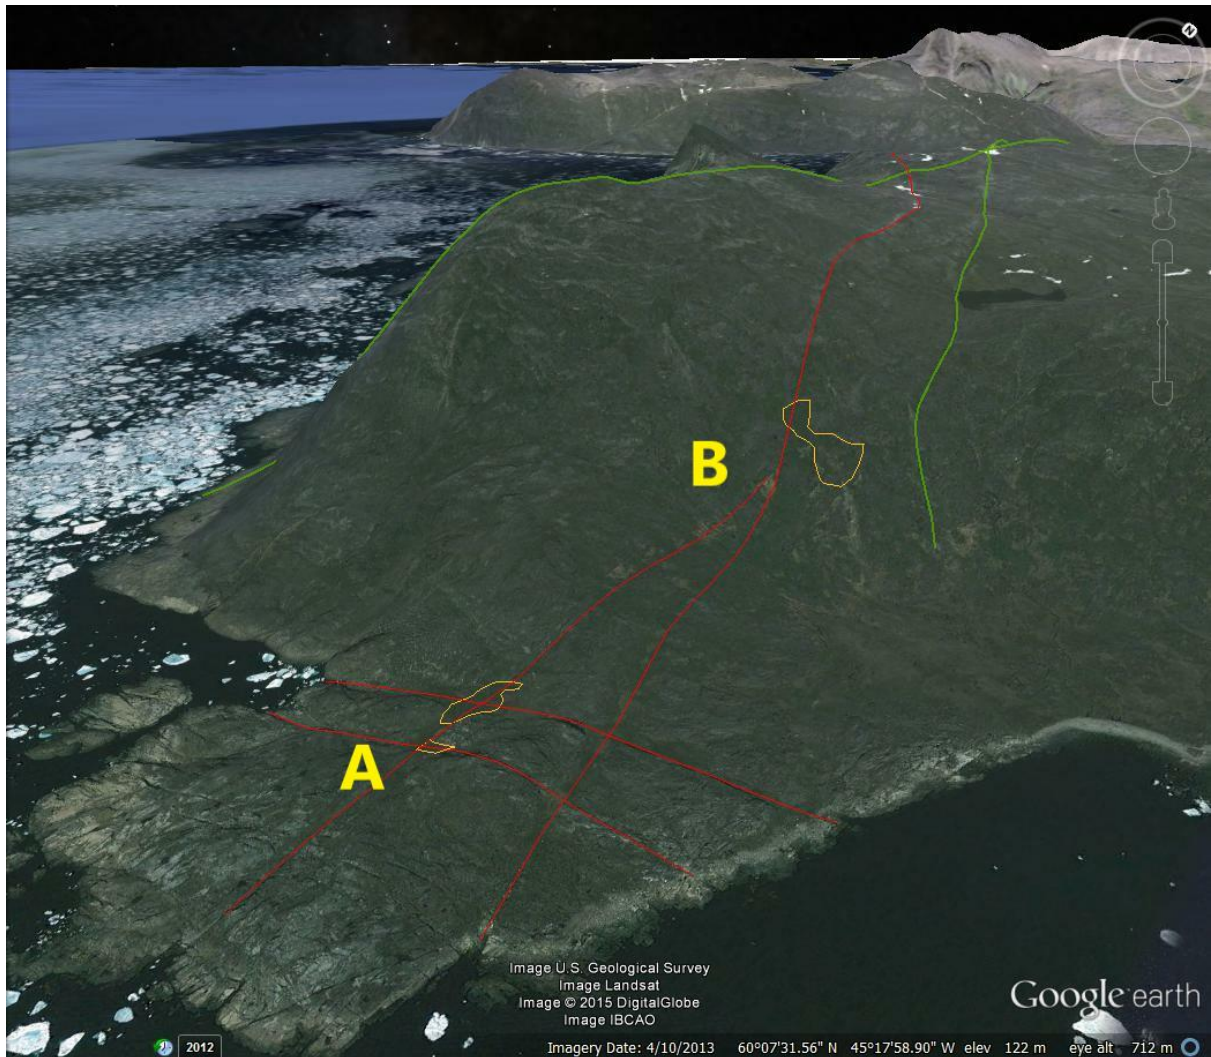 N
B
A
Image U.S. Geological Survey
Image Landsat
Image © 2015 DigitalGlobe
Image IBCAO
Google earth
2012
Imagery Date: 4/10/2013 60°07'31.56" N 45°17'58.90" W elev 122 m eye alt 712 m